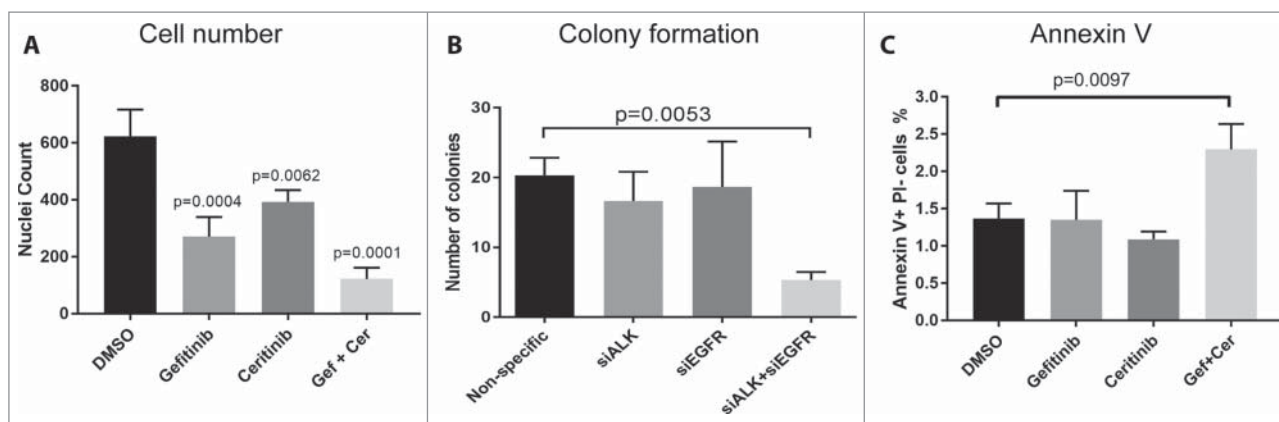 A
Cell number
Nuclei Count
800
600
400
200
0
p=0.0004
p=0.0062
p=0.0001
DMSO
Gefitinib
Ceritinib
Gef + Cer
B
Colony formation
Number of colonies
30
20
10
0
p=0.0053
Non-specific
siALK
siEGFR
siALK+siEGFR
C
Annexin V
Annexin V+ PI- cells %
3.0
2.5
2.0
1.5
1.0
0.5
0.0
p=0.0097
DMSO
Gefitinib
Ceritinib
Gef+Cer